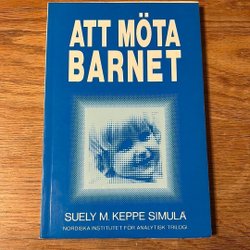 ATT MÖTA
BARNET
SUELY M. KEPPE SIMULA
NORDISKA INSTITUTET FÖR ANALYTISK TRILOGI